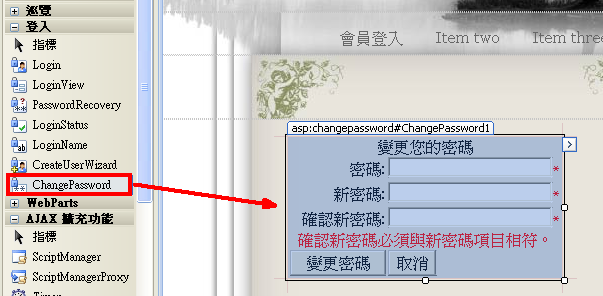 巡覽
登入
指標
Login
LoginView
PasswordRecovery
LoginStatus
LoginName
CreateUserWizard
ChangePassword
WebParts
AJAX 擴充功能
指標
ScriptManager
ScriptManagerProxy
Timer
會員登入 Item two Item three
asp:changepassword#ChangePassword1
變更您的密碼
密碼: *
新密碼: *
確認新密碼: *
確認新密碼必須與新密碼項目相符。
變更密碼 取消